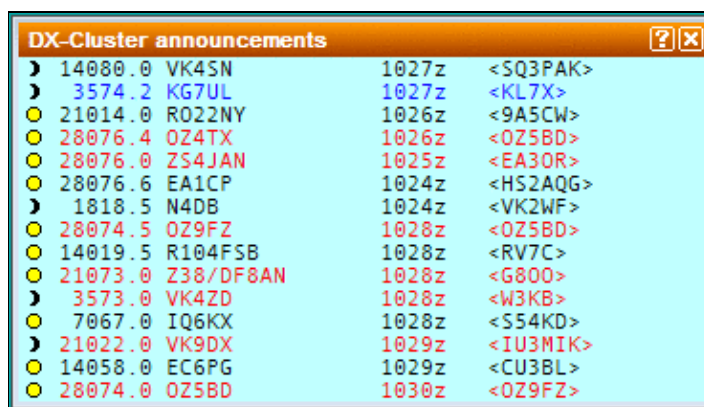 DX-Cluster announcements
14080.0 VK4SN 1027z <SQ3PAK>
3574.2 KG7UL 1027z <KL7X>
21014.0 RO22NY 1026z <9A5CW>
28076.4 OZ4TX 1026z <OZ5BD>
28076.0 ZS4JAN 1025z <EA3OR>
28076.6 EA1CP 1024z <HS2AQG>
1818.5 N4DB 1024z <VK2WF>
28074.5 OZ9FZ 1028z <OZ5BD>
14019.5 R104FSB 1028z <RV7C>
21073.0 Z38/DF8AN 1028z <G8OO>
3573.0 VK4ZD 1028z <W3KB>
7067.0 IQ6KX 1028z <S54KD>
21022.0 VK9DX 1029z <IU3MIK>
14058.0 EC6PG 1029z <CU3BL>
28074.0 OZ5BD 1030z <OZ9FZ>